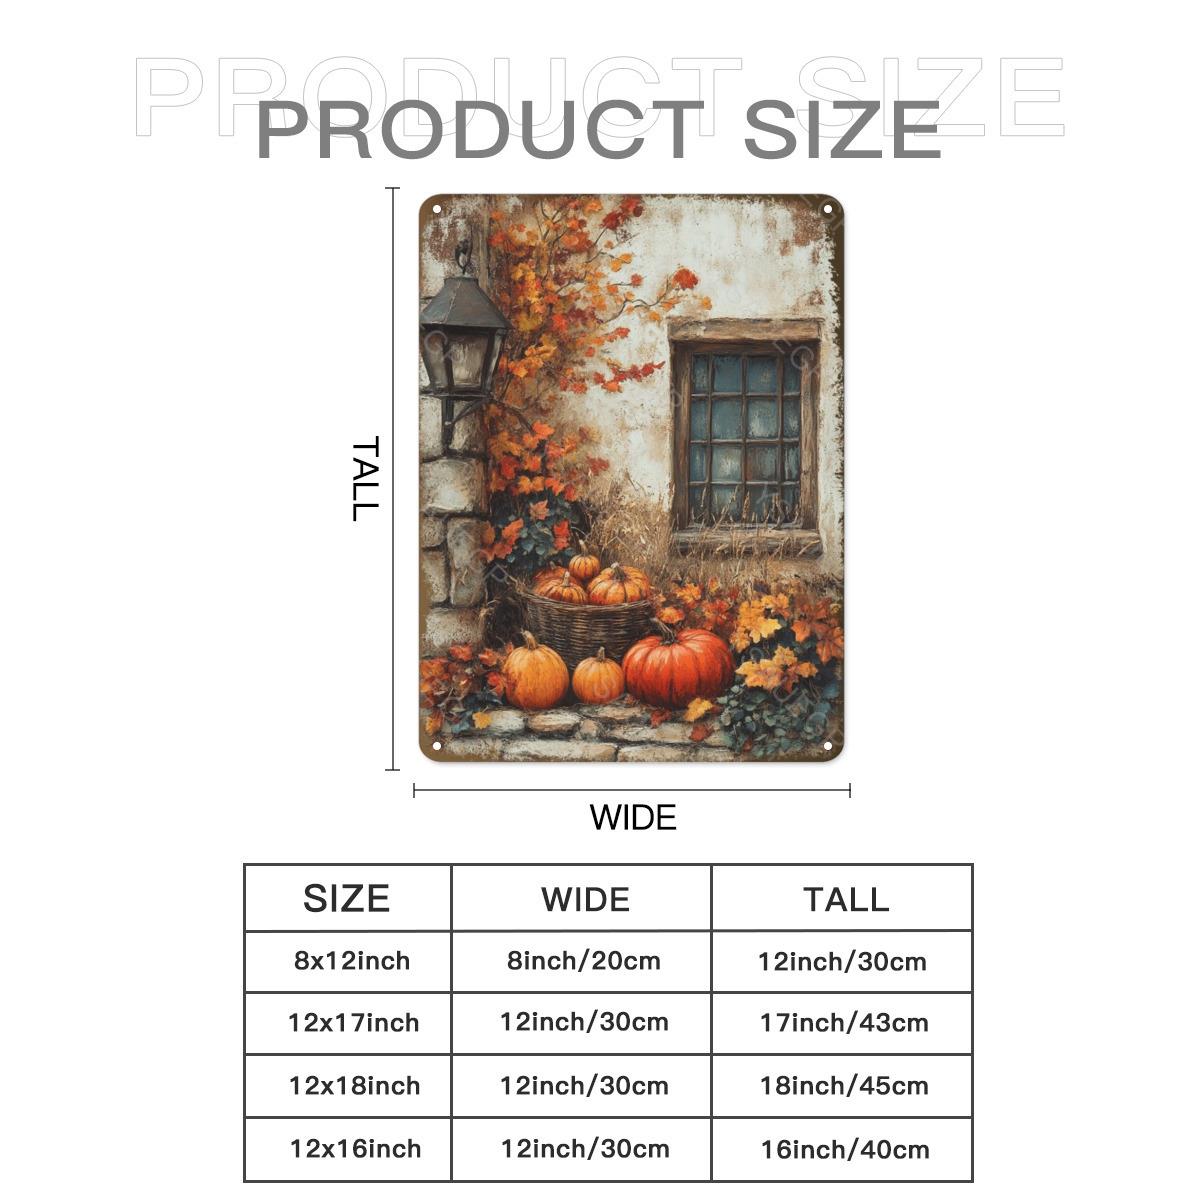 PRODUCT SIZE
PRODUCT SIZE
TALL
WIDE
SIZE WIDE TALL
8x12inch 8inch/20cm 12inch/30cm
12x17inch 12inch/30cm 17inch/43cm
12x18inch 12inch/30cm 18inch/45cm
12x16inch 12inch/30cm 16inch/40cm